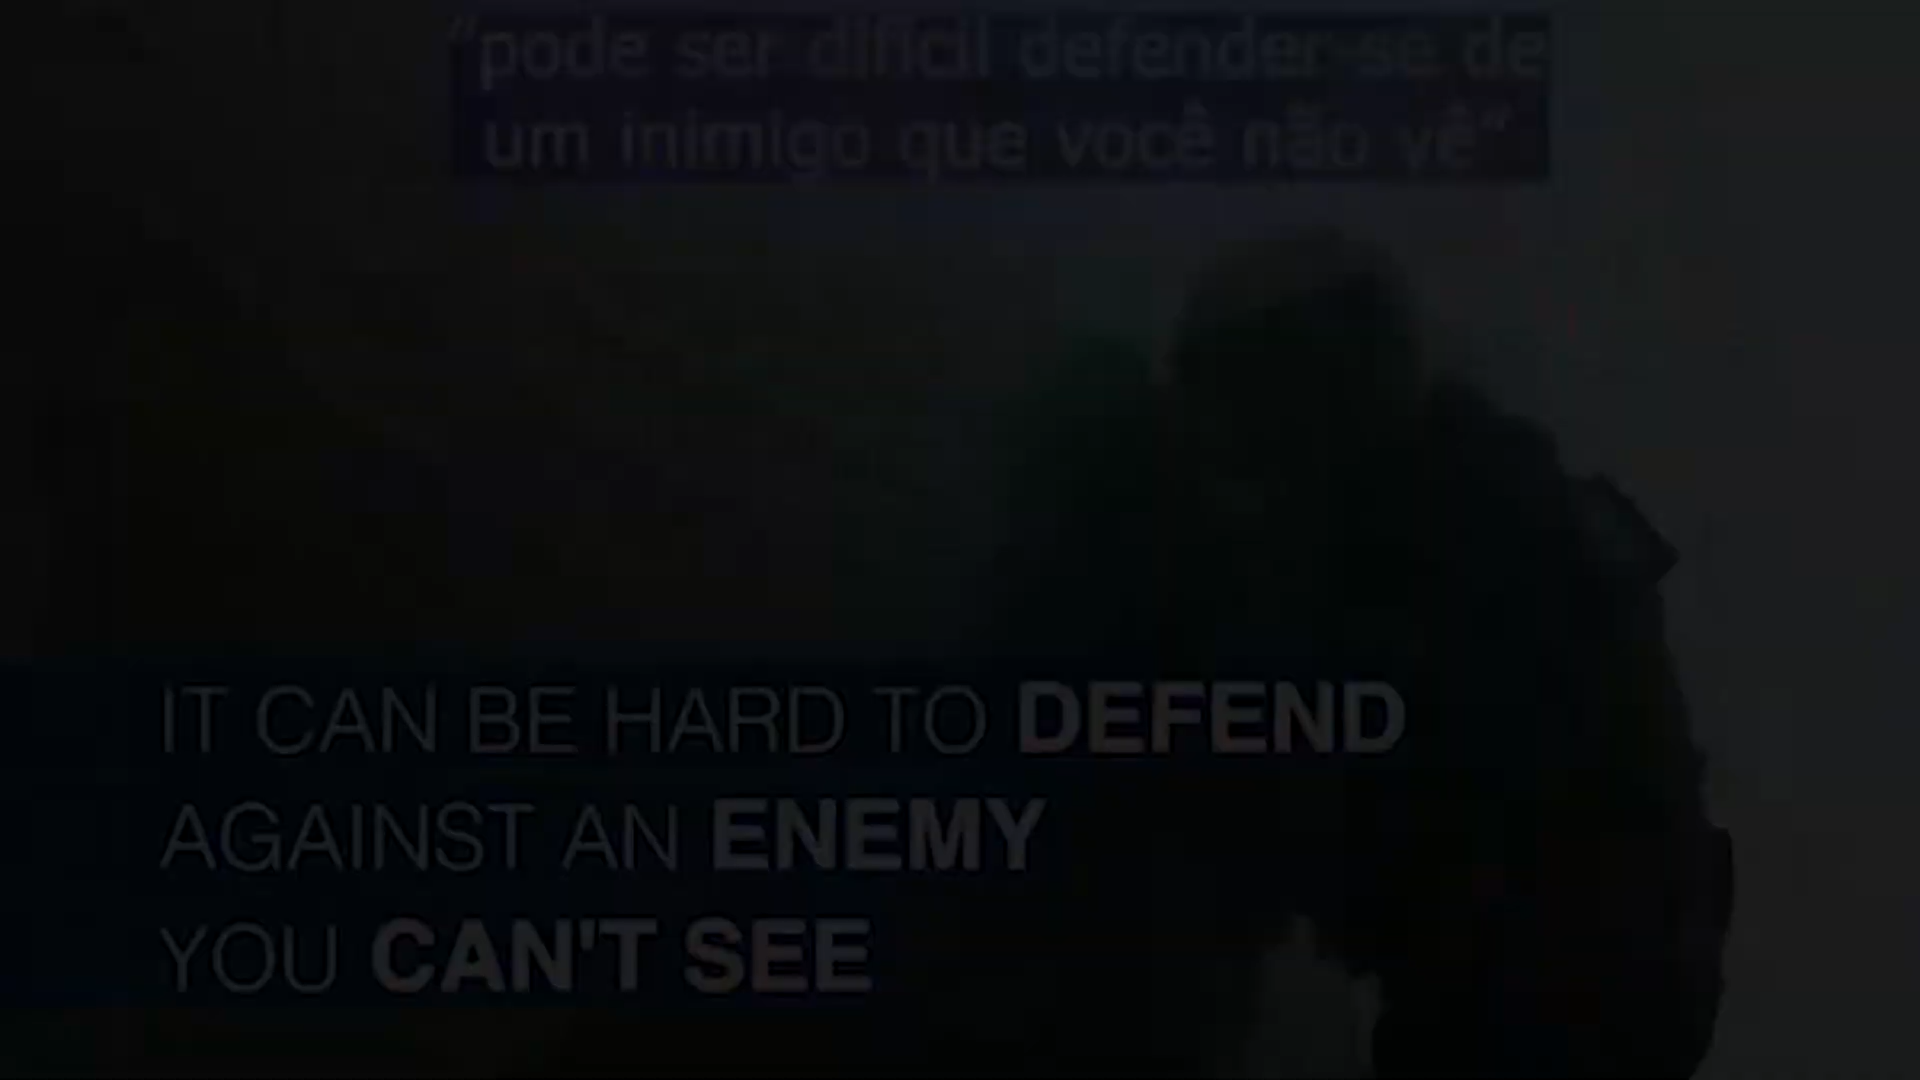 “pode ser difícil defender-se de
um inimigo que você não vê”
IT CAN BE HARD TO DEFEND
AGAINST AN ENEMY
YOU CAN'T SEE